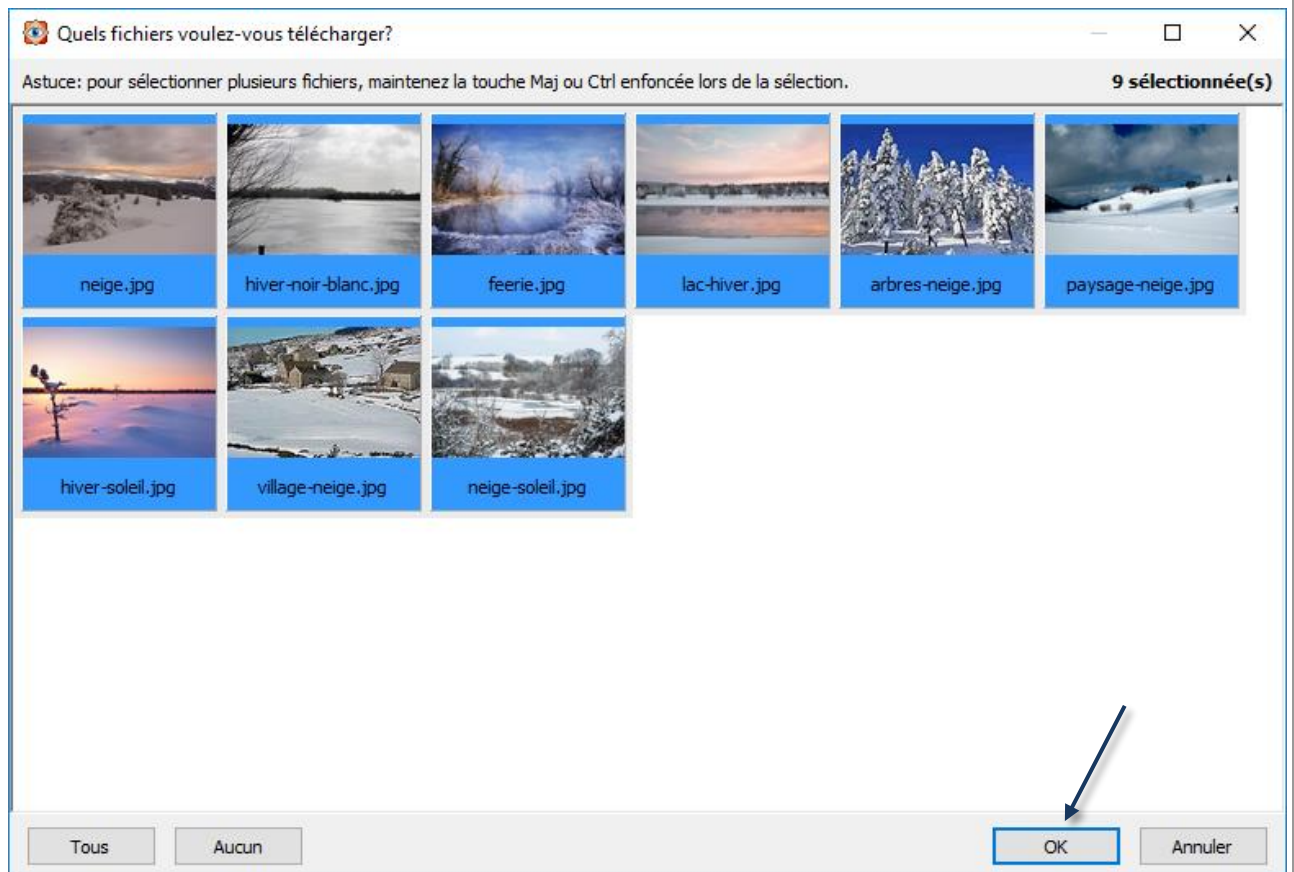 Quels fichiers voulez-vous télécharger?
Astuce: pour sélectionner plusieurs fichiers, maintenez la touche Maj ou Ctrl enfoncée lors de la sélection. 9 sélectionnée(s)
neige.jpg hiver-noir-blanc.jpg feerie.jpg lac-hiver.jpg arbres-neige.jpg paysage-neige.jpg
hiver-soleil.jpg village-neige.jpg neige-soleil.jpg
Tous Aucun OK Annuler